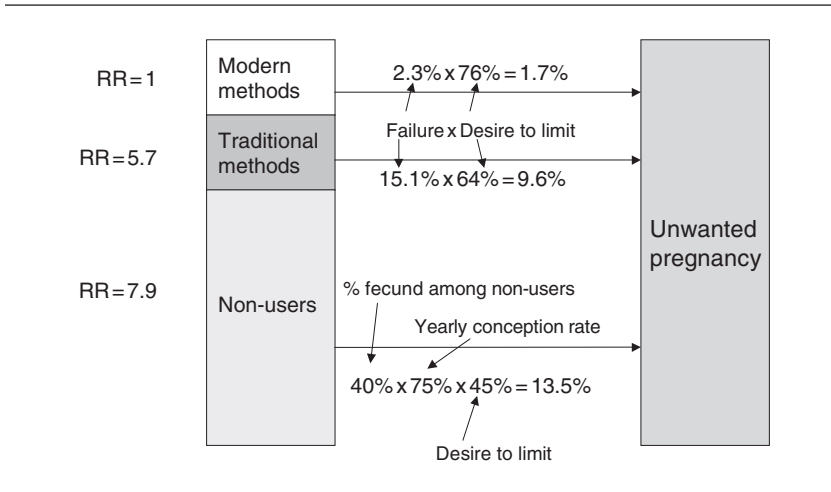 RR=1
Modern
methods
2.3% x 76% = 1.7%
Failure x Desire to limit
RR=5.7
Traditional
methods
15.1% x 64% = 9.6%
Unwanted
pregnancy
RR=7.9
Non-users
% fecund among non-users
Yearly conception rate
40% x 75% x 45% = 13.5%
Desire to limit